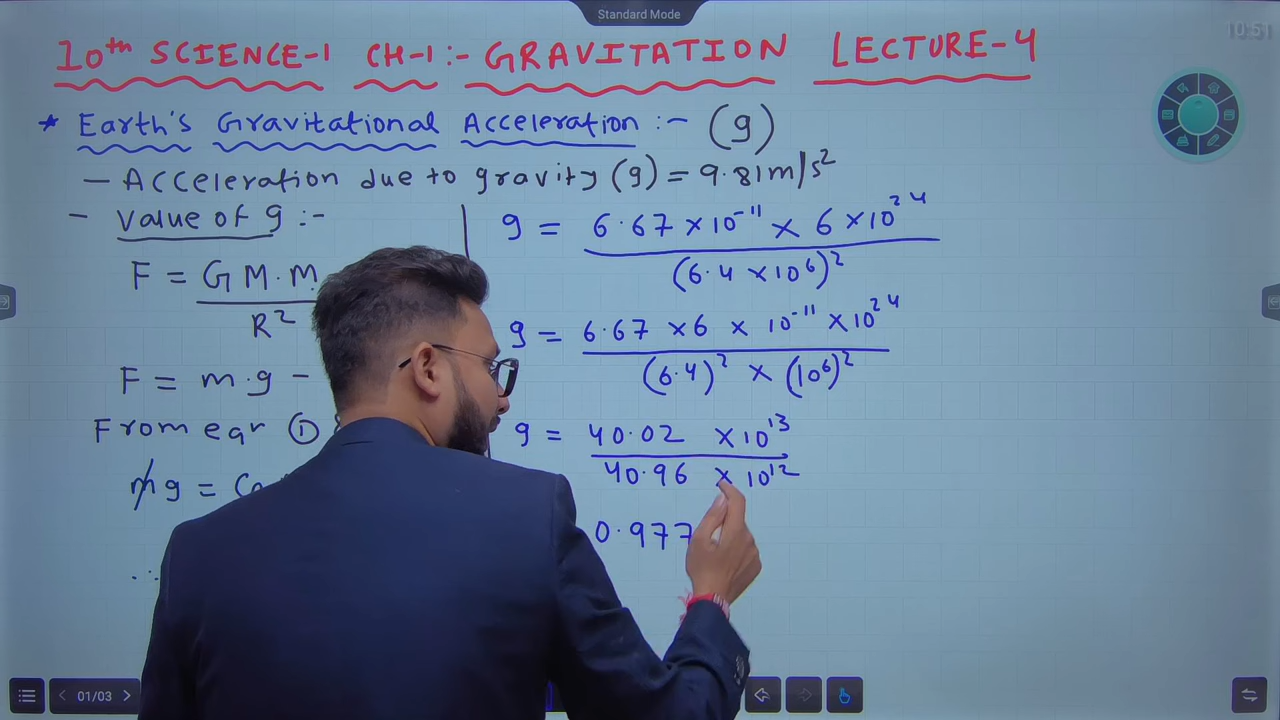 Standard Mode
10:51
10th SCIENCE-1 CH-1:- GRAVITATION LECTURE-4
* Earth's Gravitational Acceleration :- (g)
– Acceleration due to gravity (g) = 9.81 m/s²
– Value of g :-
F = G M.m
R²
F = m.g –
From eqn ①
mg =
∴
g = 6.67 × 10⁻¹¹ × 6 × 10²⁴
(6.4 × 10⁶)²
g = 6.67 × 6 × 10⁻¹¹ × 10²⁴
(6.4)² × (10⁶)²
g = 40.02 × 10¹³
40.96 × 10¹²
0.977
01/03